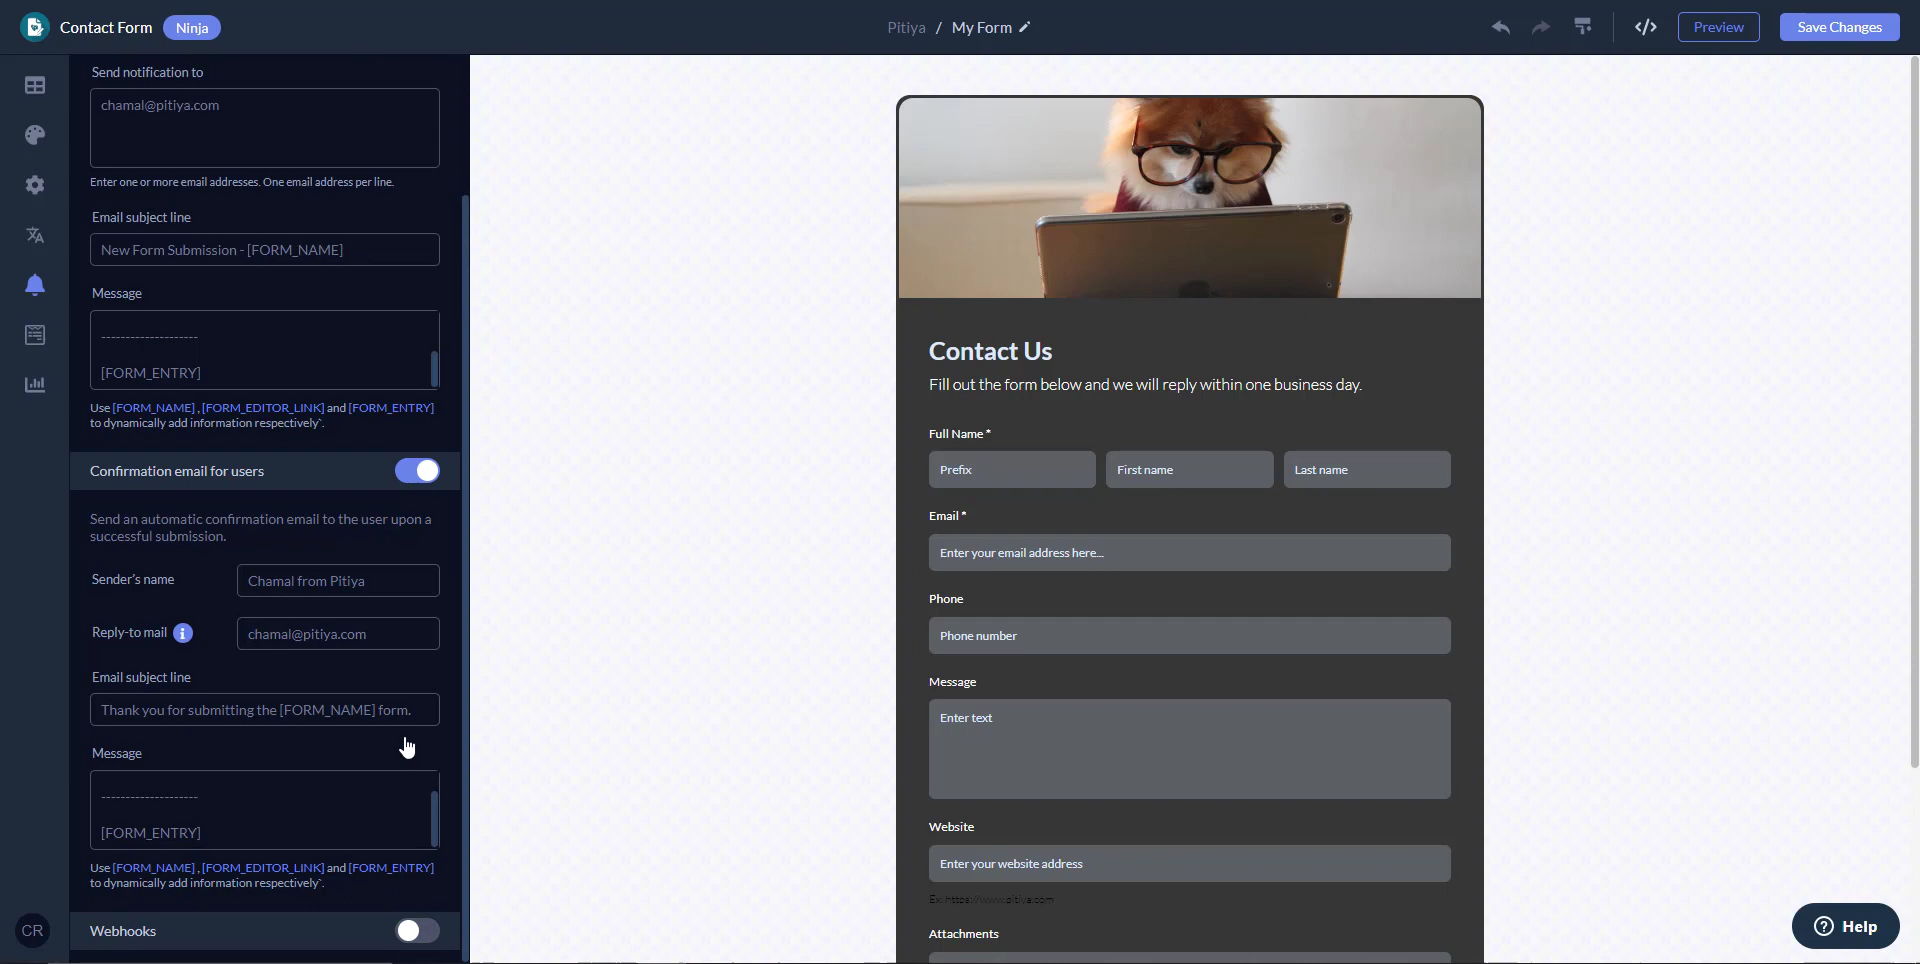 Contact Form
Ninja
Pitiya / My Form
Preview
Save Changes
Send notification to
chamal@pitiya.com
Enter one or more email addresses. One email address per line.
Email subject line
New Form Submission - [FORM_NAME]
Message
--------------------
[FORM_ENTRY]
Use [FORM_NAME] , [FORM_EDITOR_LINK] and [FORM_ENTRY]
to dynamically add information respectively`.
Confirmation email for users
Send an automatic confirmation email to the user upon a
successful submission.
Sender's name
Chamal from Pitiya
Reply-to mail
chamal@pitiya.com
Email subject line
Thank you for submitting the [FORM_NAME] form.
Message
--------------------
[FORM_ENTRY]
Use [FORM_NAME] , [FORM_EDITOR_LINK] and [FORM_ENTRY]
to dynamically add information respectively`.
Webhooks
CR
Contact Us
Fill out the form below and we will reply within one business day.
Full Name *
Prefix
First name
Last name
Email *
Enter your email address here...
Phone
Phone number
Message
Enter text
Website
Enter your website address
Ex: https://www.pitiya.com
Attachments
Help